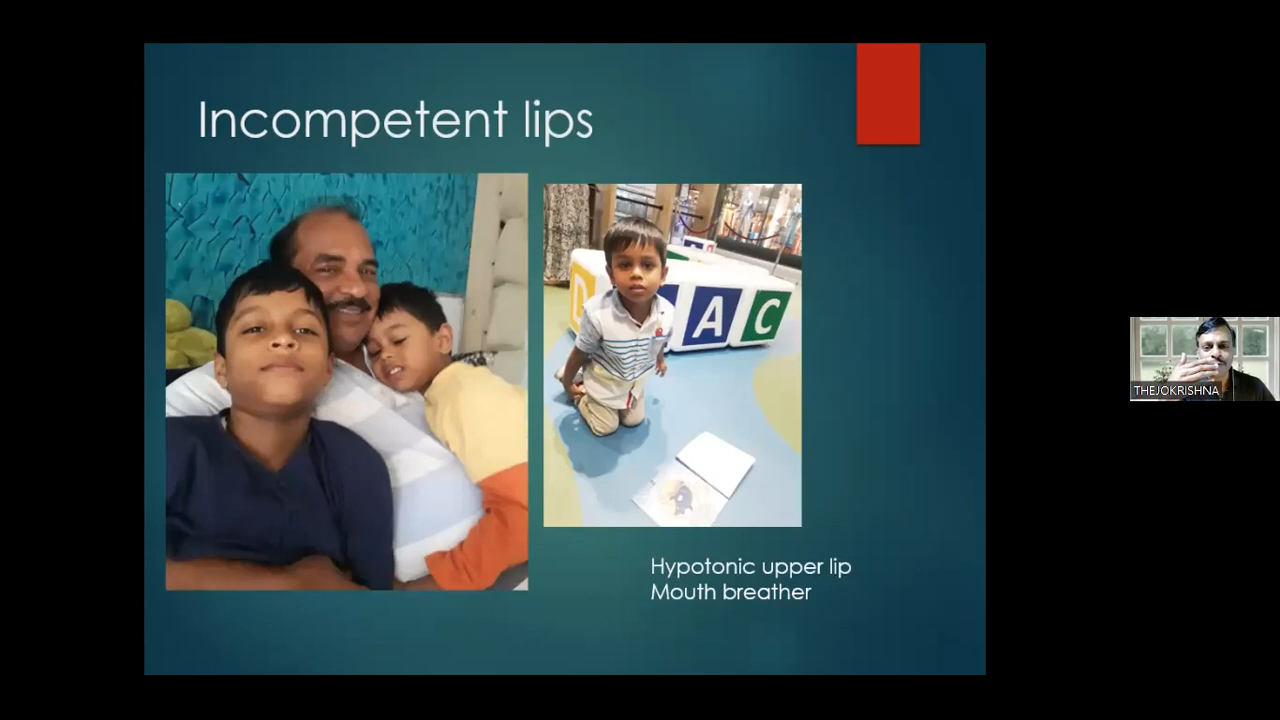 Incompetent lips
D
A
C
Hypotonic upper lip
Mouth breather
THEJOKRISHNA